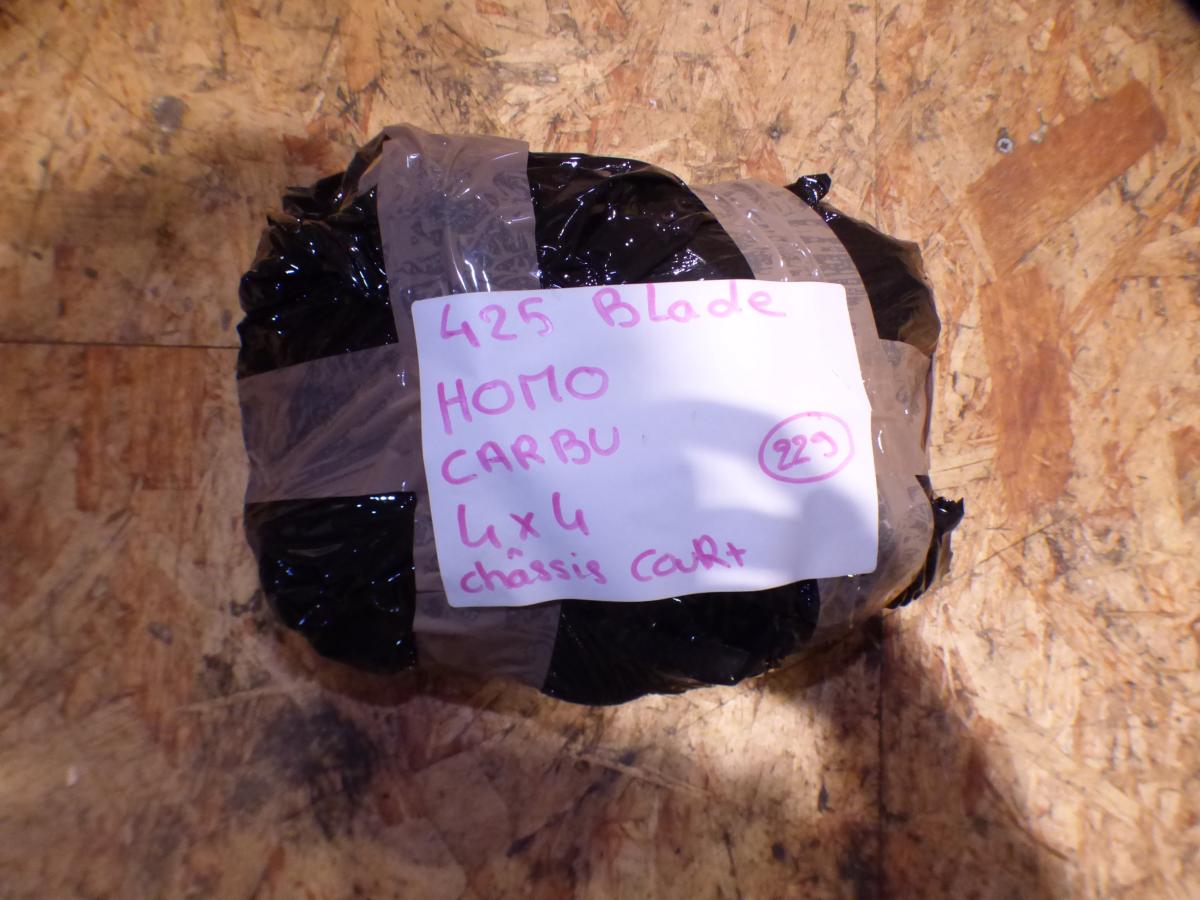 425 Blade
HOMO
CARBU
229
4x4
châssis couRt